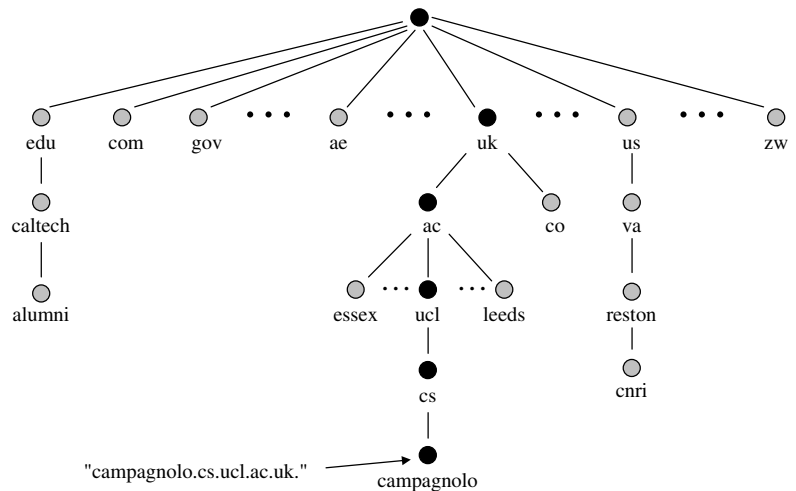 edu com gov ae uk us zw
caltech ac co va
alumni essex ucl leeds reston
cs cnri
"campagnolo.cs.ucl.ac.uk."
campagnolo